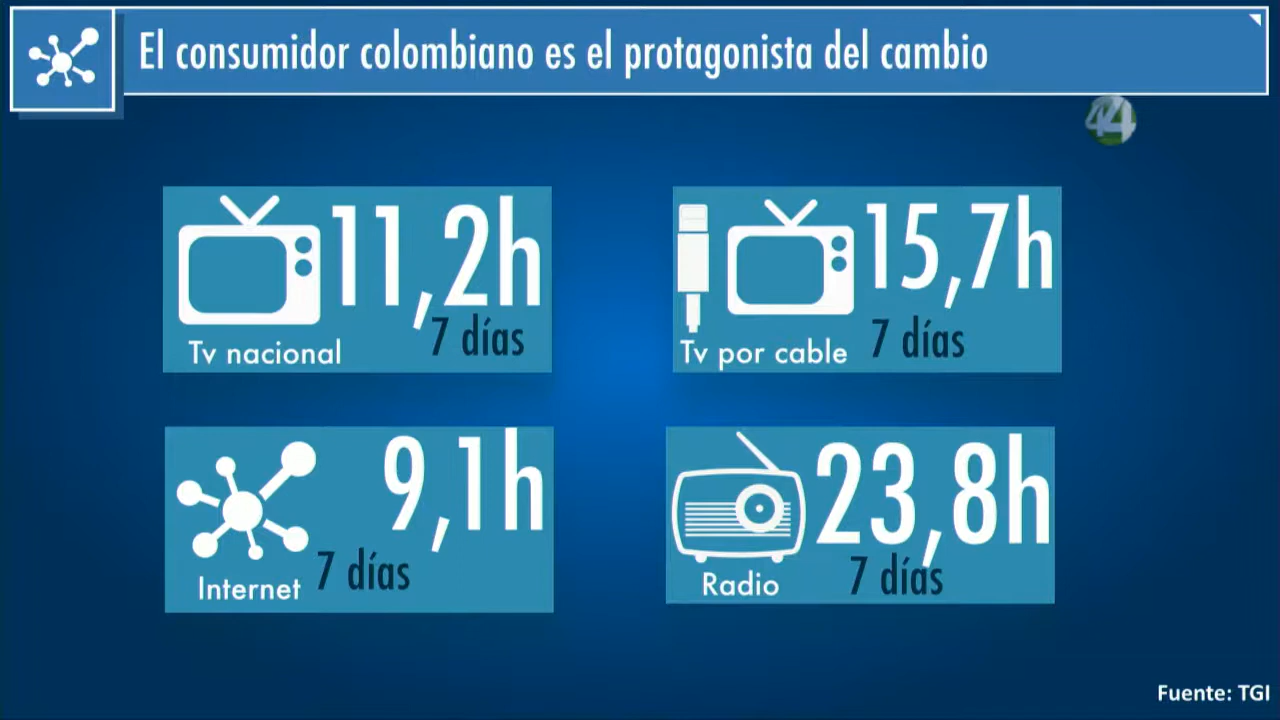 El consumidor colombiano es el protagonista del cambio
44
11,2h
7 días
Tv nacional
15,7h
7 días
Tv por cable
9,1h
7 días
Internet
23,8h
7 días
Radio
Fuente: TGI